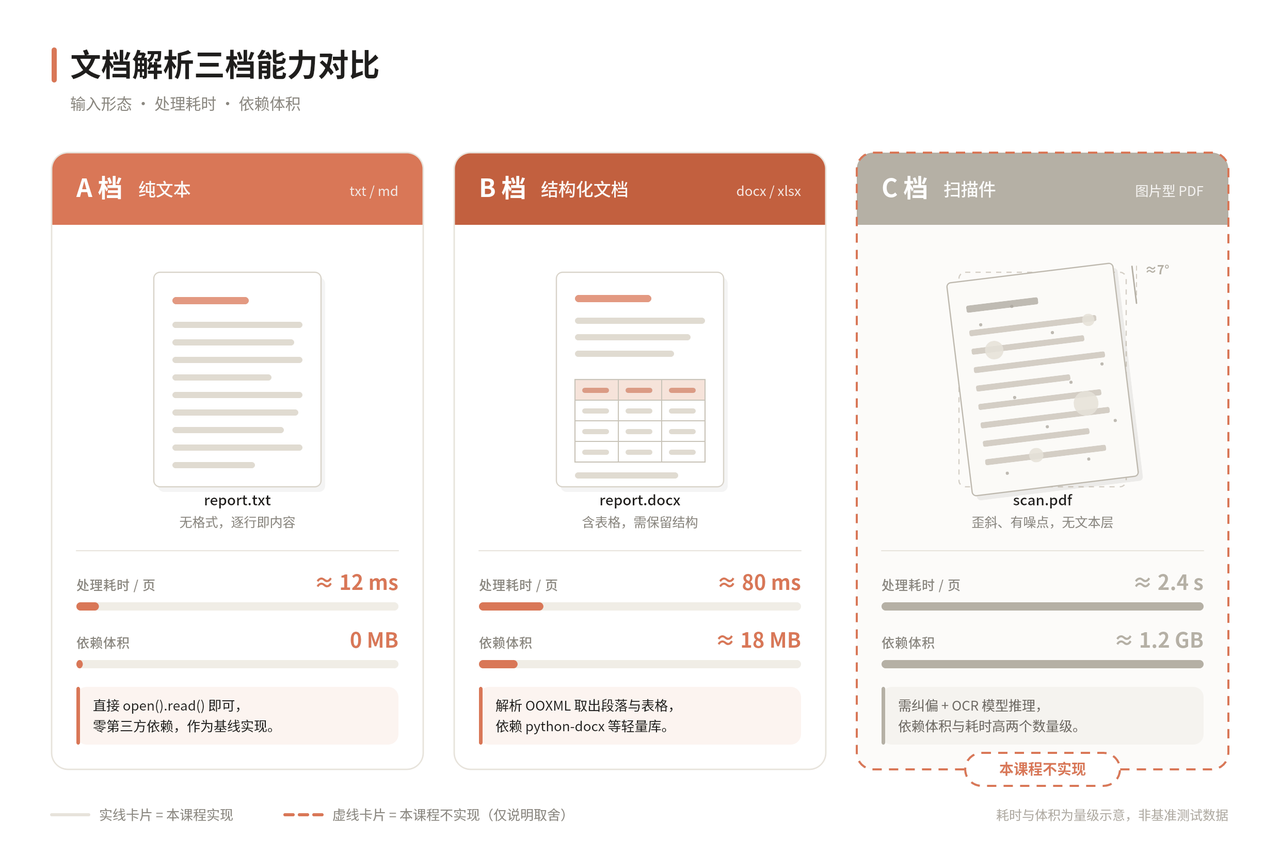 文档解析三档能力对比
输入形态 · 处理耗时 · 依赖体积
A 档 纯文本 txt / md
report.txt
无格式，逐行即内容
处理耗时 / 页 ≈ 12 ms
依赖体积 0 MB
直接 open().read() 即可，
零第三方依赖，作为基线实现。
B 档 结构化文档 docx / xlsx
report.docx
含表格，需保留结构
处理耗时 / 页 ≈ 80 ms
依赖体积 ≈ 18 MB
解析 OOXML 取出段落与表格，
依赖 python-docx 等轻量库。
C 档 扫描件 图片型 PDF
≈7°
scan.pdf
歪斜、有噪点，无文本层
处理耗时 / 页 ≈ 2.4 s
依赖体积 ≈ 1.2 GB
需纠偏 + OCR 模型推理，
依赖体积与耗时高两个数量级。
本课程不实现
实线卡片 = 本课程实现
虚线卡片 = 本课程不实现（仅说明取舍）
耗时与体积为量级示意，非基准测试数据